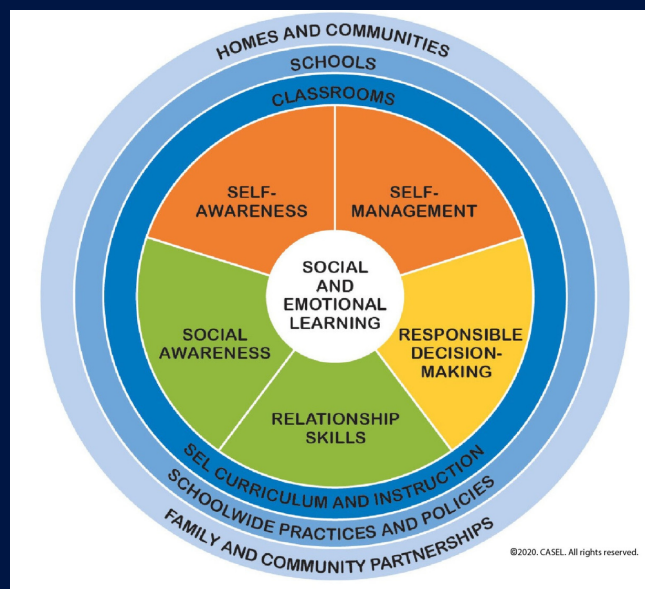 HOMES AND COMMUNITIES
SCHOOLS
CLASSROOMS
SELF-
AWARENESS
SELF-
MANAGEMENT
SOCIAL
AND
EMOTIONAL
LEARNING
SOCIAL
AWARENESS
RESPONSIBLE
DECISION-
MAKING
RELATIONSHIP
SKILLS
SEL CURRICULUM AND INSTRUCTION
SCHOOLWIDE PRACTICES AND POLICIES
FAMILY AND COMMUNITY PARTNERSHIPS
©2020. CASEL. All rights reserved.